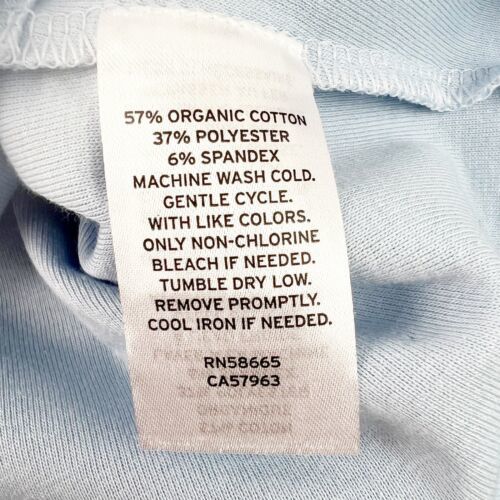 57% ORGANIC COTTON
37% POLYESTER
6% SPANDEX
MACHINE WASH COLD.
GENTLE CYCLE.
WITH LIKE COLORS.
ONLY NON-CHLORINE
BLEACH IF NEEDED.
TUMBLE DRY LOW.
REMOVE PROMPTLY.
COOL IRON IF NEEDED.
RN58665
CA57963